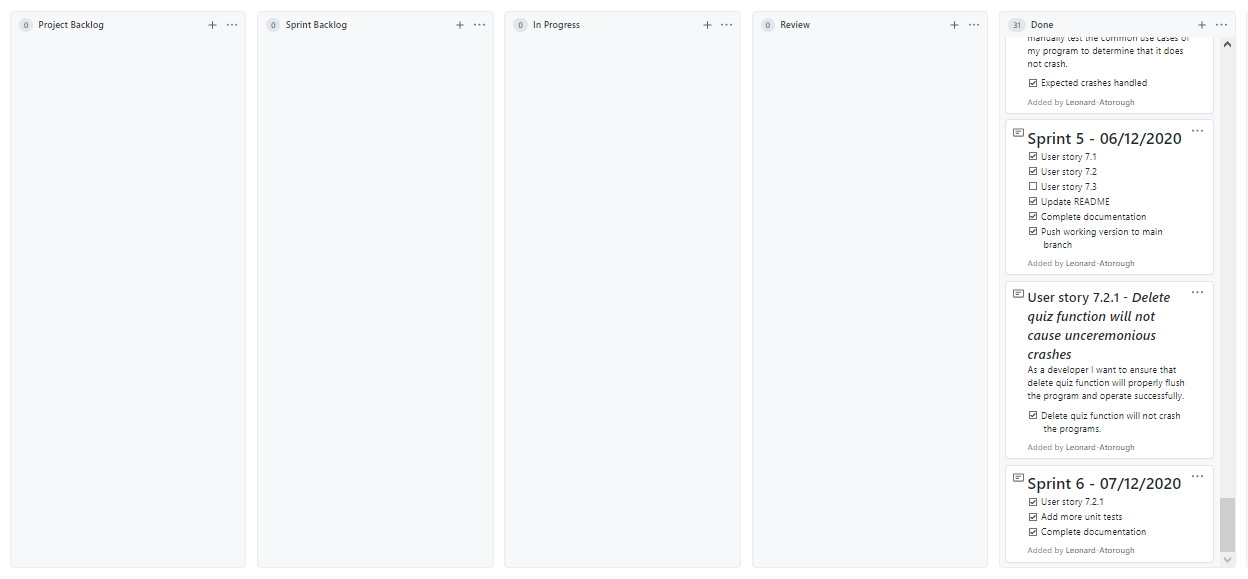 0 Project Backlog
0 Sprint Backlog
0 In Progress
0 Review
31 Done
manually test the common use cases of
my program to determine that it does
not crash.
Expected crashes handled
Added by Leonard-Atorough
Sprint 5 - 06/12/2020
User story 7.1
User story 7.2
User story 7.3
Update README
Complete documentation
Push working version to main
branch
Added by Leonard-Atorough
User story 7.2.1 - Delete
quiz function will not
cause unceremonious
crashes
As a developer I want to ensure that
delete quiz function will properly flush
the program and operate successfully.
Delete quiz function will not crash
the programs.
Added by Leonard-Atorough
Sprint 6 - 07/12/2020
User story 7.2.1
Add more unit tests
Complete documentation
Added by Leonard-Atorough